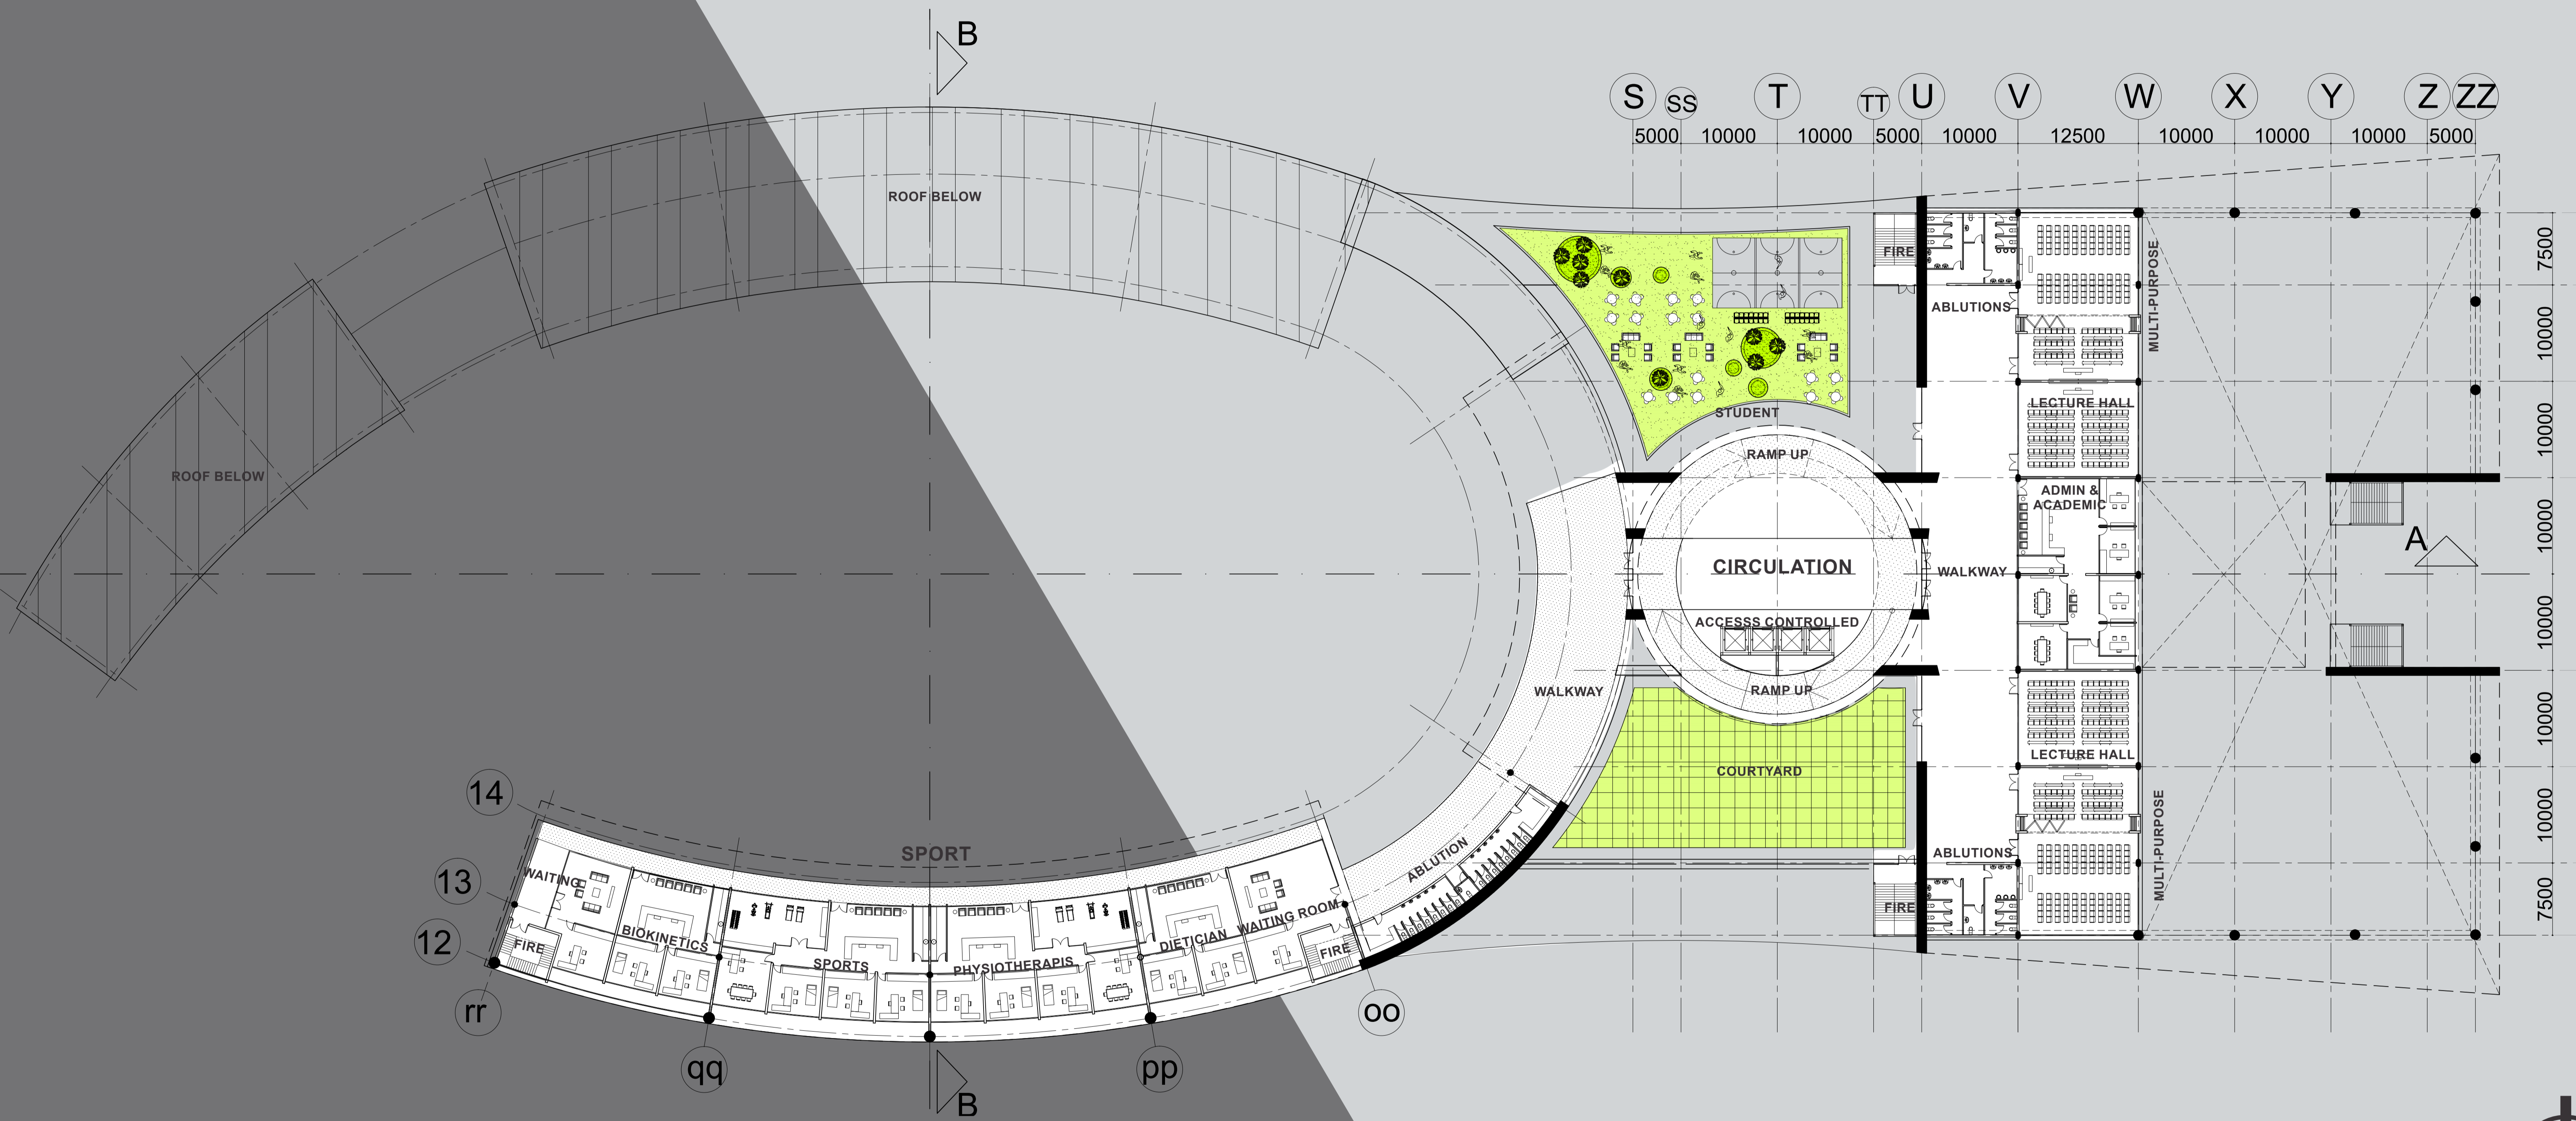 B
S
SS
T
TT
U
V
W
X
Y
Z
ZZ
5000
10000
10000
5000
10000
12500
10000
10000
10000
5000
ROOF BELOW
FIRE
ABLUTIONS
MULTI-PURPOSE
7500
10000
STUDENT
LECTURE HALL
10000
RAMP UP
ROOF BELOW
ADMIN &
ACADEMIC
10000
A
CIRCULATION
WALKWAY
ACCESSS CONTROLLED
10000
WALKWAY
RAMP UP
10000
LECTURE HALL
COURTYARD
14
SPORT
10000
ABLUTION
ABLUTIONS
MULTI-PURPOSE
13
WAITING
FIRE
7500
12
FIRE
BIOKINETICS
SPORTS
PHYSIOTHERAPIS
DIETICIAN
WAITING ROOM
FIRE
rr
oo
qq
pp
B